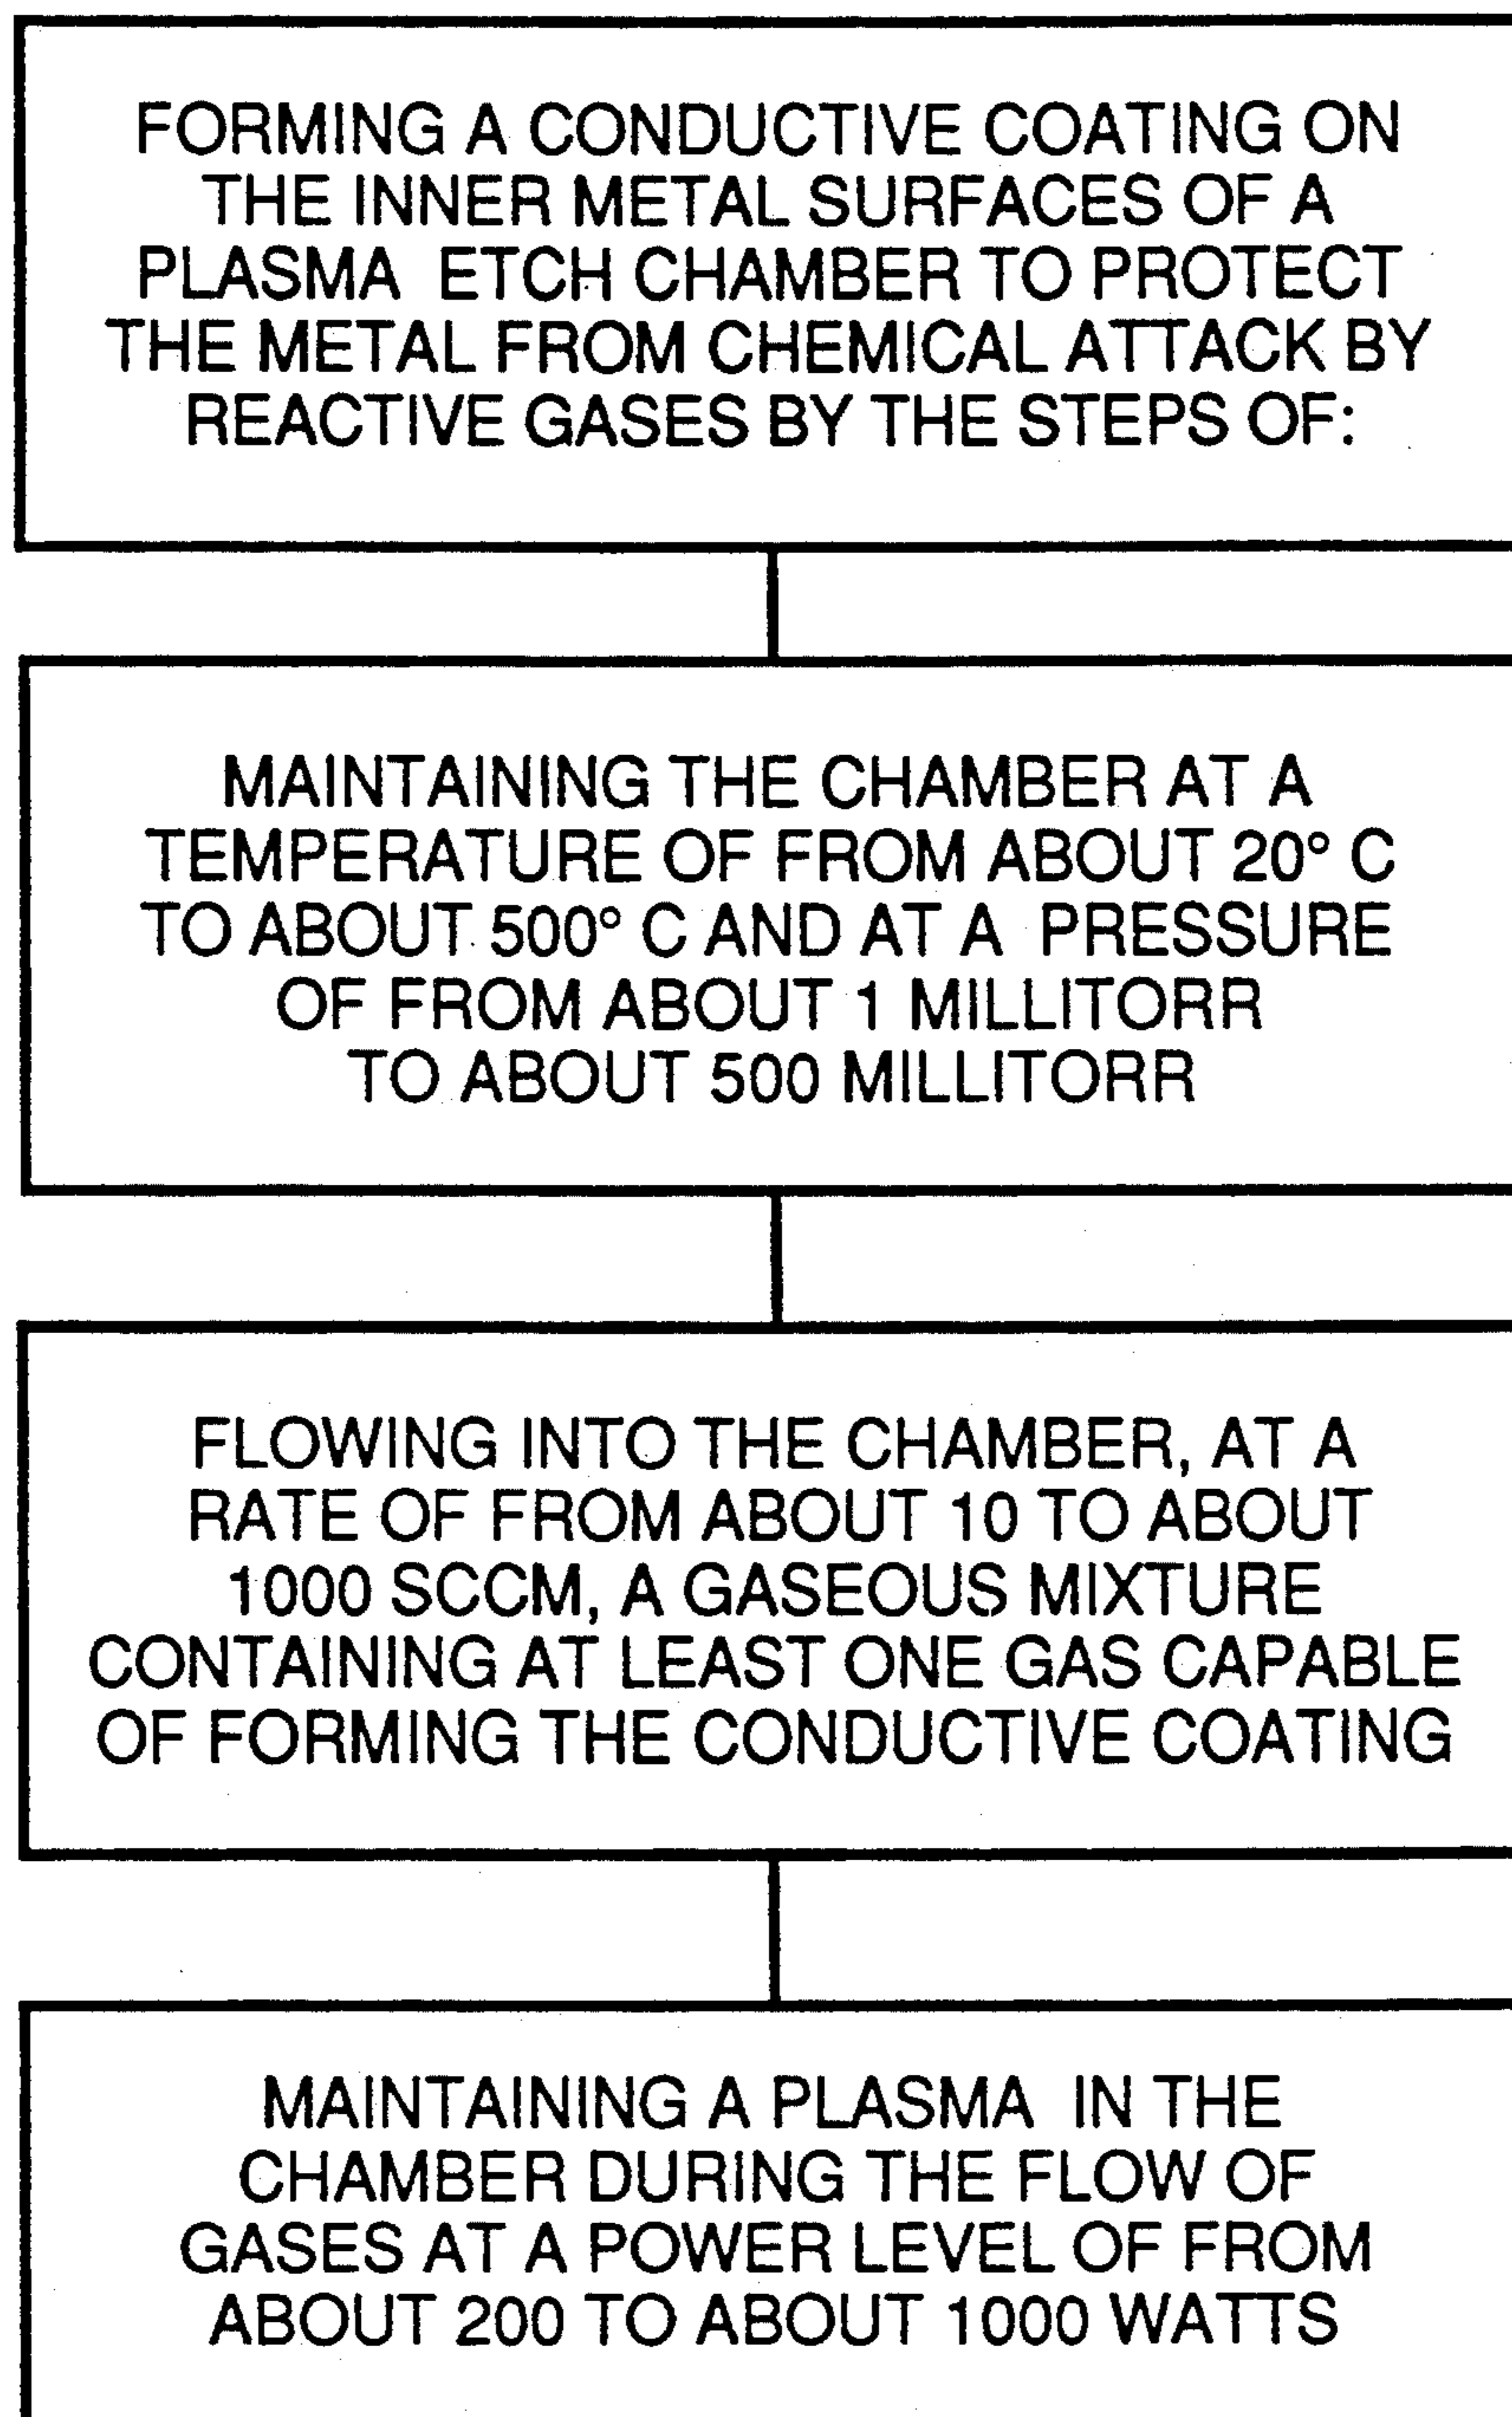 FORMING A CONDUCTIVE COATING ON
THE INNER METAL SURFACES OF A
PLASMA ETCH CHAMBER TO PROTECT
THE METAL FROM CHEMICAL ATTACK BY
REACTIVE GASES BY THE STEPS OF:
MAINTAINING THE CHAMBER AT A
TEMPERATURE OF FROM ABOUT 20° C
TO ABOUT 500° C AND AT A PRESSURE
OF FROM ABOUT 1 MILLITORR
TO ABOUT 500 MILLITORR
FLOWING INTO THE CHAMBER, AT A
RATE OF FROM ABOUT 10 TO ABOUT
1000 SCCM, A GASEOUS MIXTURE
CONTAINING AT LEAST ONE GAS CAPABLE
OF FORMING THE CONDUCTIVE COATING
MAINTAINING A PLASMA IN THE
CHAMBER DURING THE FLOW OF
GASES AT A POWER LEVEL OF FROM
ABOUT 200 TO ABOUT 1000 WATTS